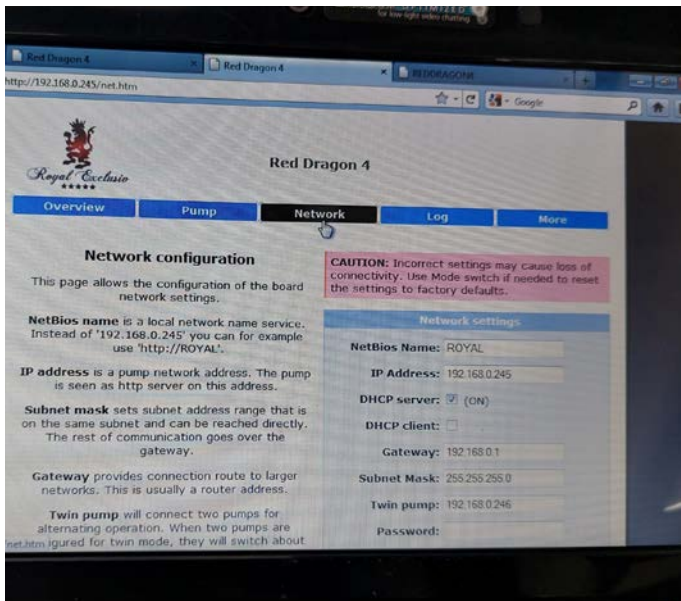 OPTIMIZED
for low-light video chatting
Red Dragon 4
Red Dragon 4
REDDRAGON4
http://192.168.0.245/net.htm
Google
Royal Exclusiv
Red Dragon 4
Overview
Pump
Network
Log
More
Network configuration
This page allows the configuration of the board
network settings.
NetBios name is a local network name service.
Instead of '192.168.0.245' you can for example
use 'http://ROYAL'.
IP address is a pump network address. The pump
is seen as http server on this address.
Subnet mask sets subnet address range that is
on the same subnet and can be reached directly.
The rest of communication goes over the
gateway.
Gateway provides connection route to larger
networks. This is usually a router address.
Twin pump will connect two pumps for
alternating operation. When two pumps are
igured for twin mode, they will switch about
net.htm
CAUTION: Incorrect settings may cause loss of
connectivity. Use Mode switch if needed to reset
the settings to factory defaults.
Network settings
NetBios Name: ROYAL
IP Address: 192.168.0.245
DHCP server: (ON)
DHCP client:
Gateway: 192.168.0.1
Subnet Mask: 255.255.255.0
Twin pump: 192.168.0.246
Password: